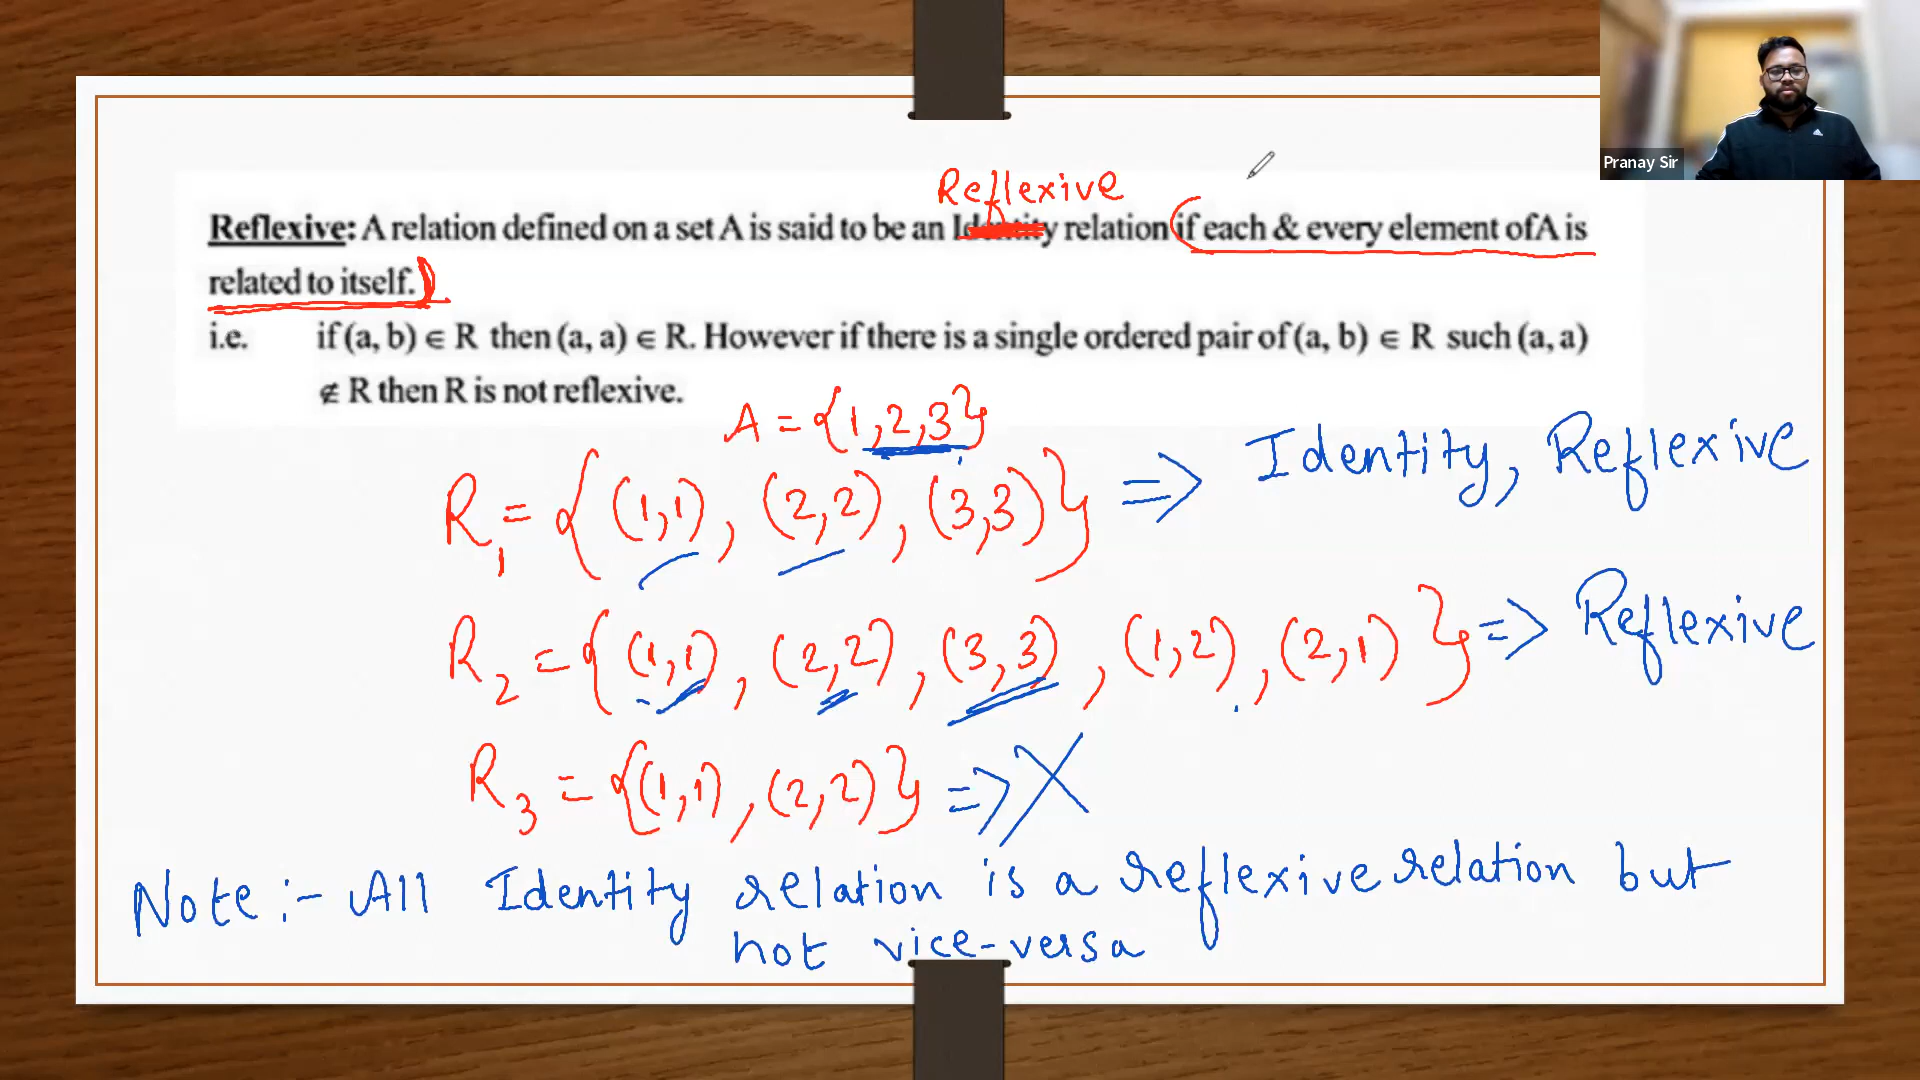 Pranay Sir
Reflexive
Reflexive: A relation defined on a set A is said to be an Identity relation if each & every element of A is
related to itself.
i.e. if (a, b) ∈ R then (a, a) ∈ R. However if there is a single ordered pair of (a, b) ∈ R such (a, a)
∉ R then R is not reflexive.
A = {1,2,3}
R₁ = {(1,1), (2,2), (3,3)} => Identity, Reflexive
R₂ = {(1,1), (2,2), (3,3), (1,2), (2,1)} => Reflexive
R₃ = {(1,1), (2,2)} => X
Note :- All Identity relation is a reflexive relation but
not vice-versa